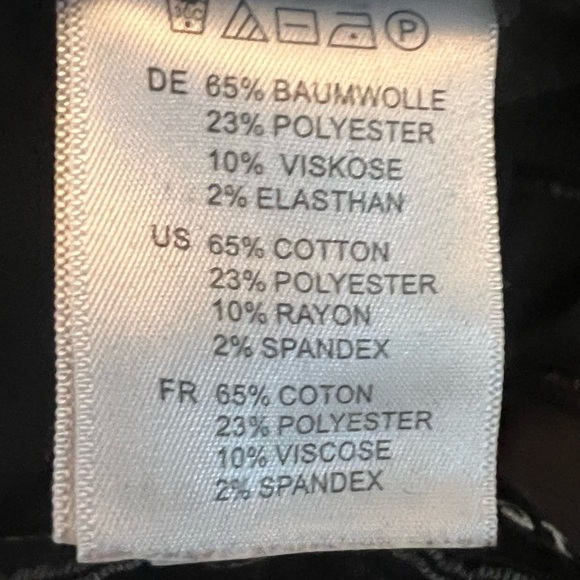 P
DE 65% BAUMWOLLE
23% POLYESTER
10% VISKOSE
2% ELASTHAN
US 65% COTTON
23% POLYESTER
10% RAYON
2% SPANDEX
FR 65% COTON
23% POLYESTER
10% VISCOSE
2% SPANDEX